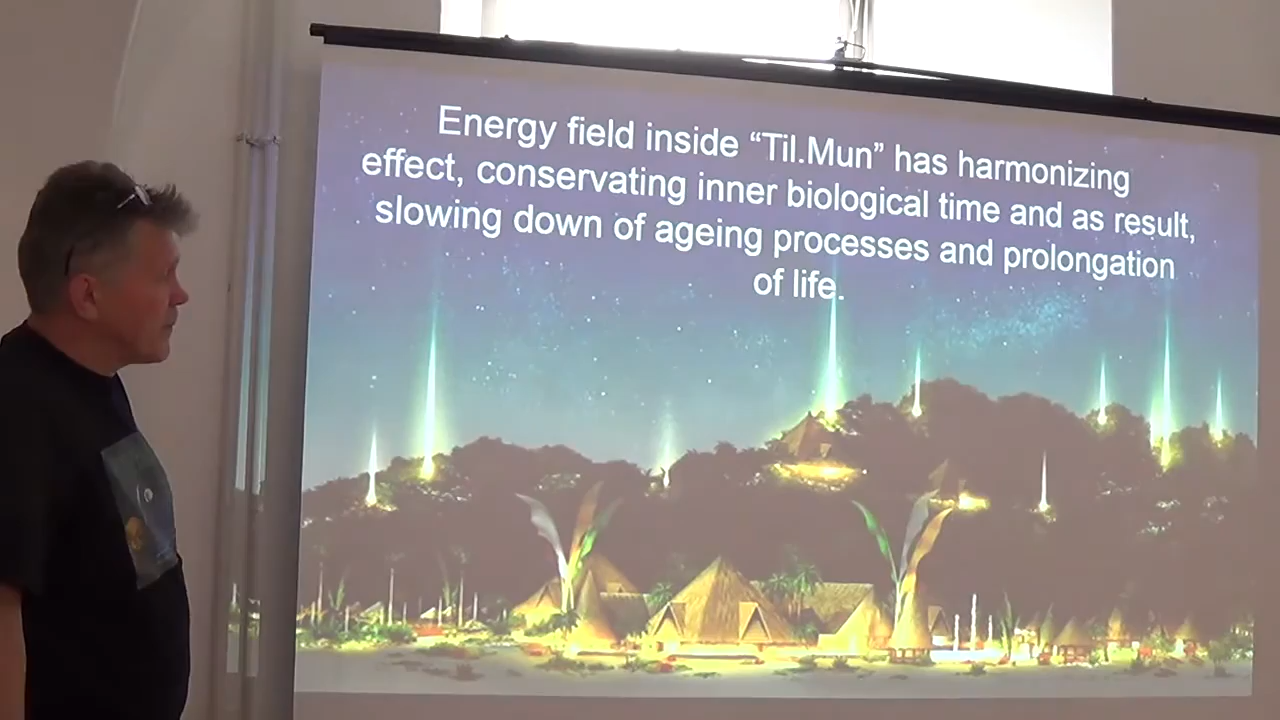 Energy field inside “Til.Mun” has harmonizing
effect, conservating inner biological time and as result,
slowing down of ageing processes and prolongation
of life.